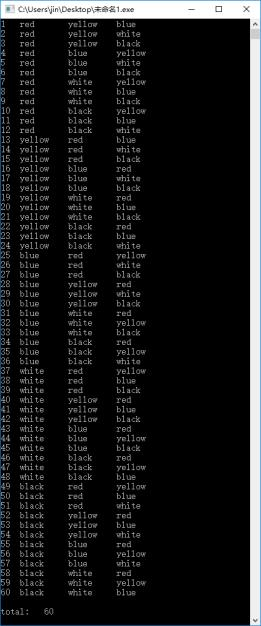 C:\Users\jin\Desktop\未命名1.exe
1 red yellow blue
2 red yellow white
3 red yellow black
4 red blue yellow
5 red blue white
6 red blue black
7 red white yellow
8 red white blue
9 red white black
10 red black yellow
11 red black blue
12 red black white
13 yellow red blue
14 yellow red white
15 yellow red black
16 yellow blue red
17 yellow blue white
18 yellow blue black
19 yellow white red
20 yellow white blue
21 yellow white black
22 yellow black red
23 yellow black blue
24 yellow black white
25 blue red yellow
26 blue red white
27 blue red black
28 blue yellow red
29 blue yellow white
30 blue yellow black
31 blue white red
32 blue white yellow
33 blue white black
34 blue black red
35 blue black yellow
36 blue black white
37 white red yellow
38 white red blue
39 white red black
40 white yellow red
41 white yellow blue
42 white yellow black
43 white blue red
44 white blue yellow
45 white blue black
46 white black red
47 white black yellow
48 white black blue
49 black red yellow
50 black red blue
51 black red white
52 black yellow red
53 black yellow blue
54 black yellow white
55 black blue red
56 black blue yellow
57 black blue white
58 black white red
59 black white yellow
60 black white blue
total: 60